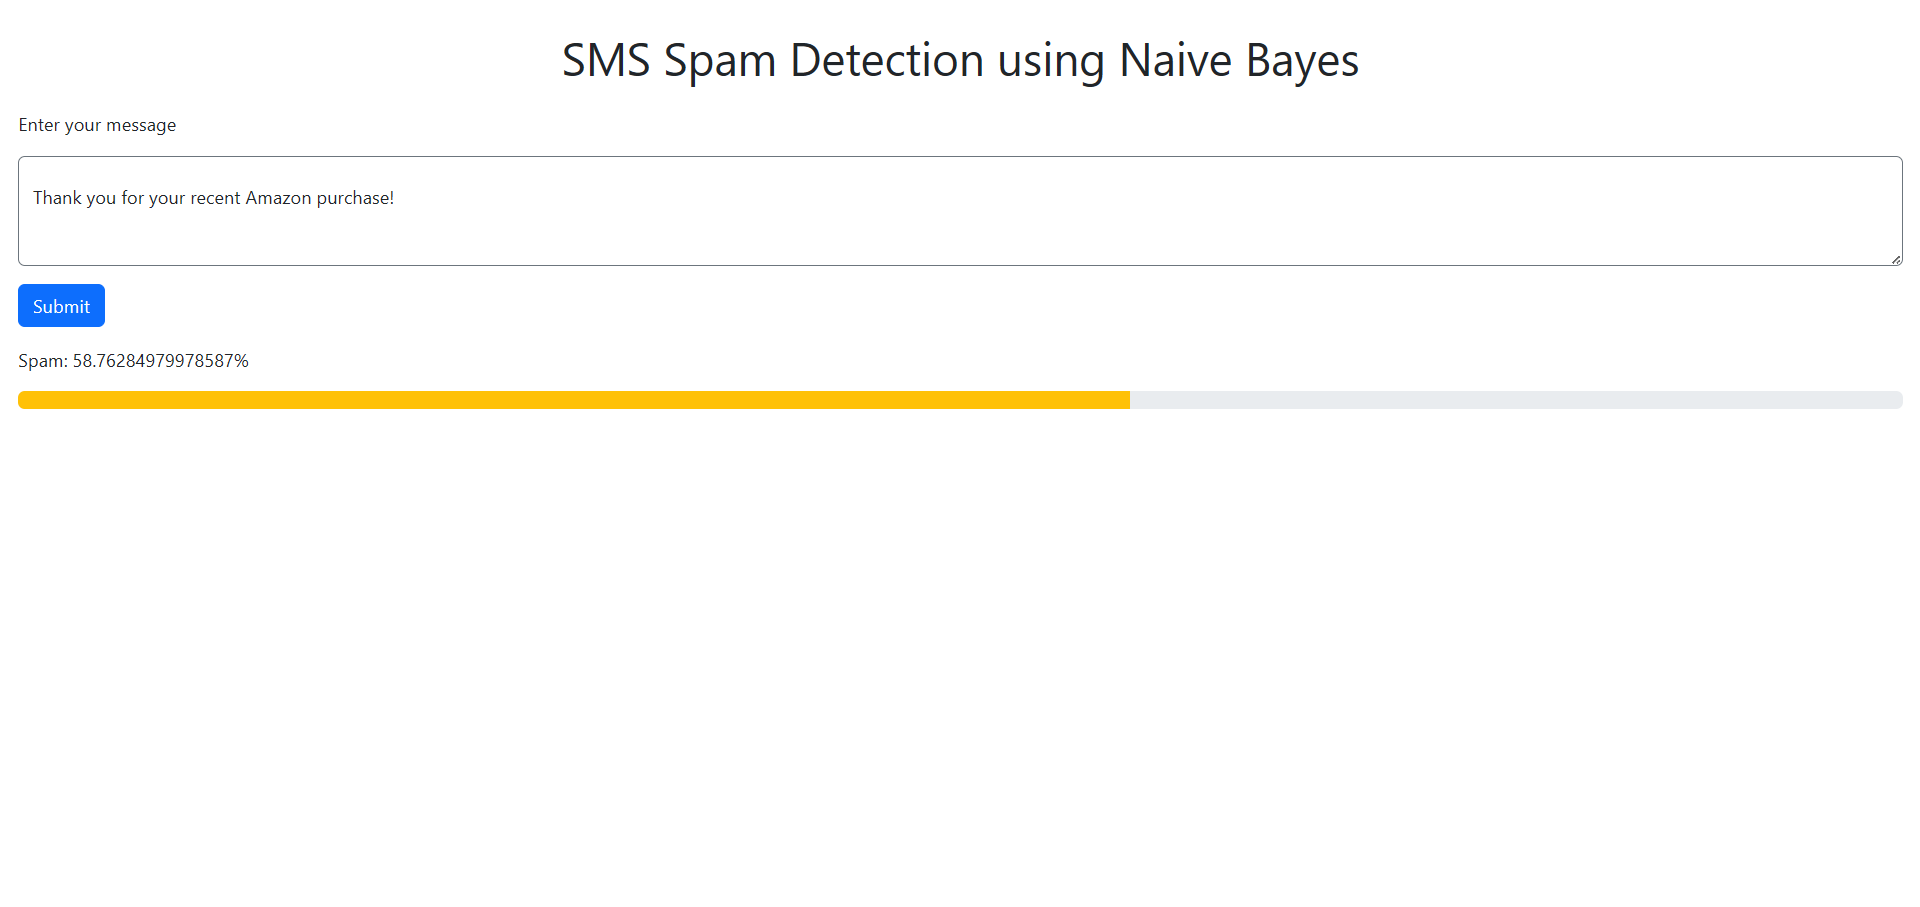 SMS Spam Detection using Naive Bayes
Enter your message
Thank you for your recent Amazon purchase!
Submit
Spam: 58.76284979978587%